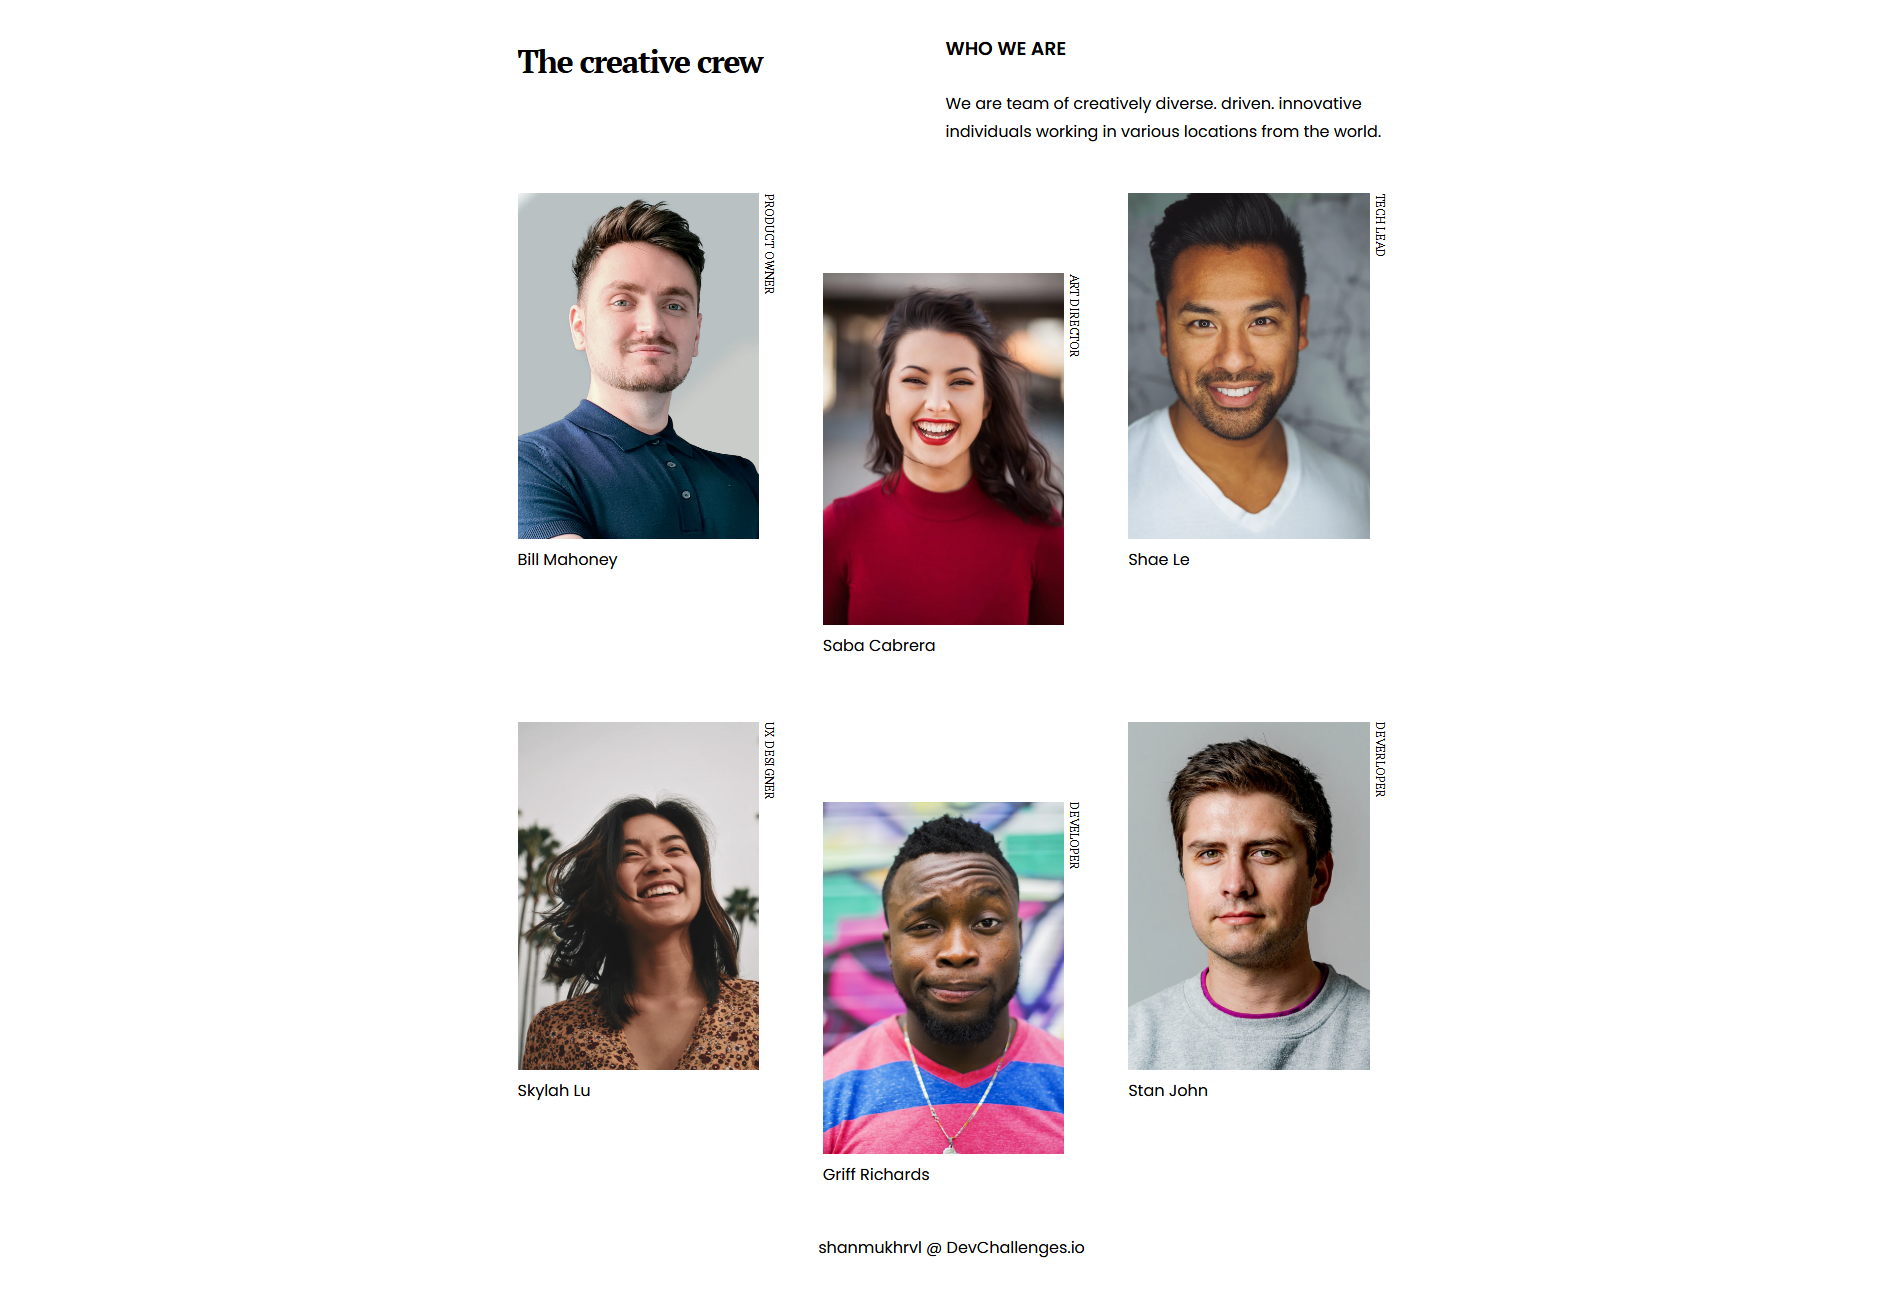 The creative crew
WHO WE ARE
We are team of creatively diverse. driven. innovative
individuals working in various locations from the world.
PRODUCT OWNER
Bill Mahoney
ART DIRECTOR
Saba Cabrera
TECH LEAD
Shae Le
UX DESIGNER
Skylah Lu
DEVELOPER
Griff Richards
DEVERLOPER
Stan John
shanmukhrvl @ DevChallenges.io